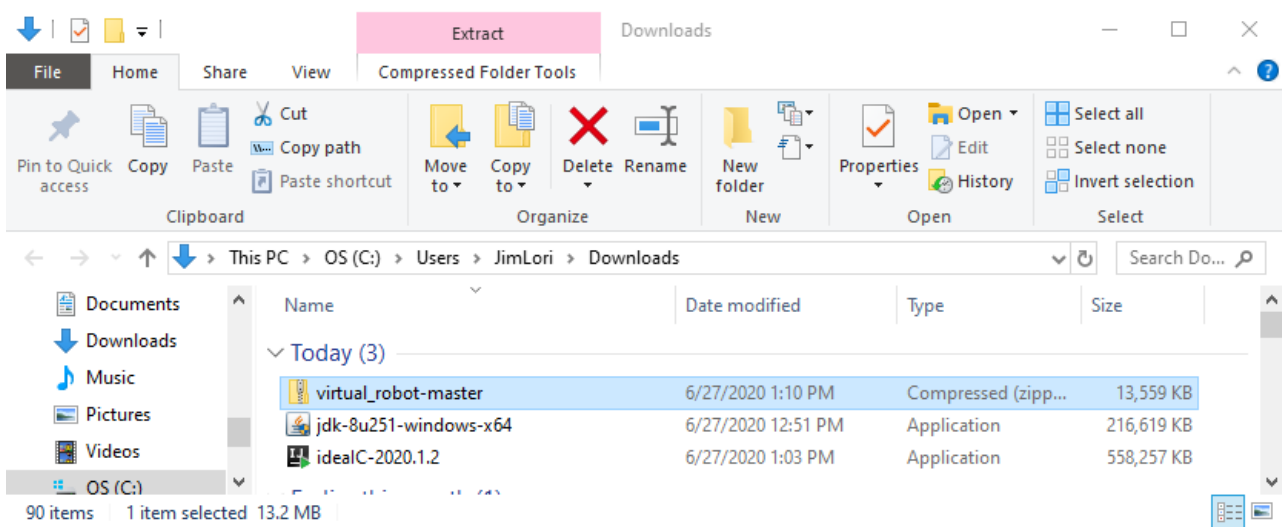 Extract Downloads
File Home Share View Compressed Folder Tools
Pin to Quick access
Copy
Paste
Cut
Copy path
Paste shortcut
Move to
Copy to
Delete
Rename
New folder
Properties
Open
Edit
History
Select all
Select none
Invert selection
Clipboard Organize New Open Select
This PC > OS (C:) > Users > JimLori > Downloads
Search Do...
Documents
Downloads
Music
Pictures
Videos
OS (C:)
Name Date modified Type Size
Today (3)
virtual_robot-master 6/27/2020 1:10 PM Compressed (zipp... 13,559 KB
jdk-8u251-windows-x64 6/27/2020 12:51 PM Application 216,619 KB
ideaIC-2020.1.2 6/27/2020 1:03 PM Application 558,257 KB
90 items 1 item selected 13.2 MB